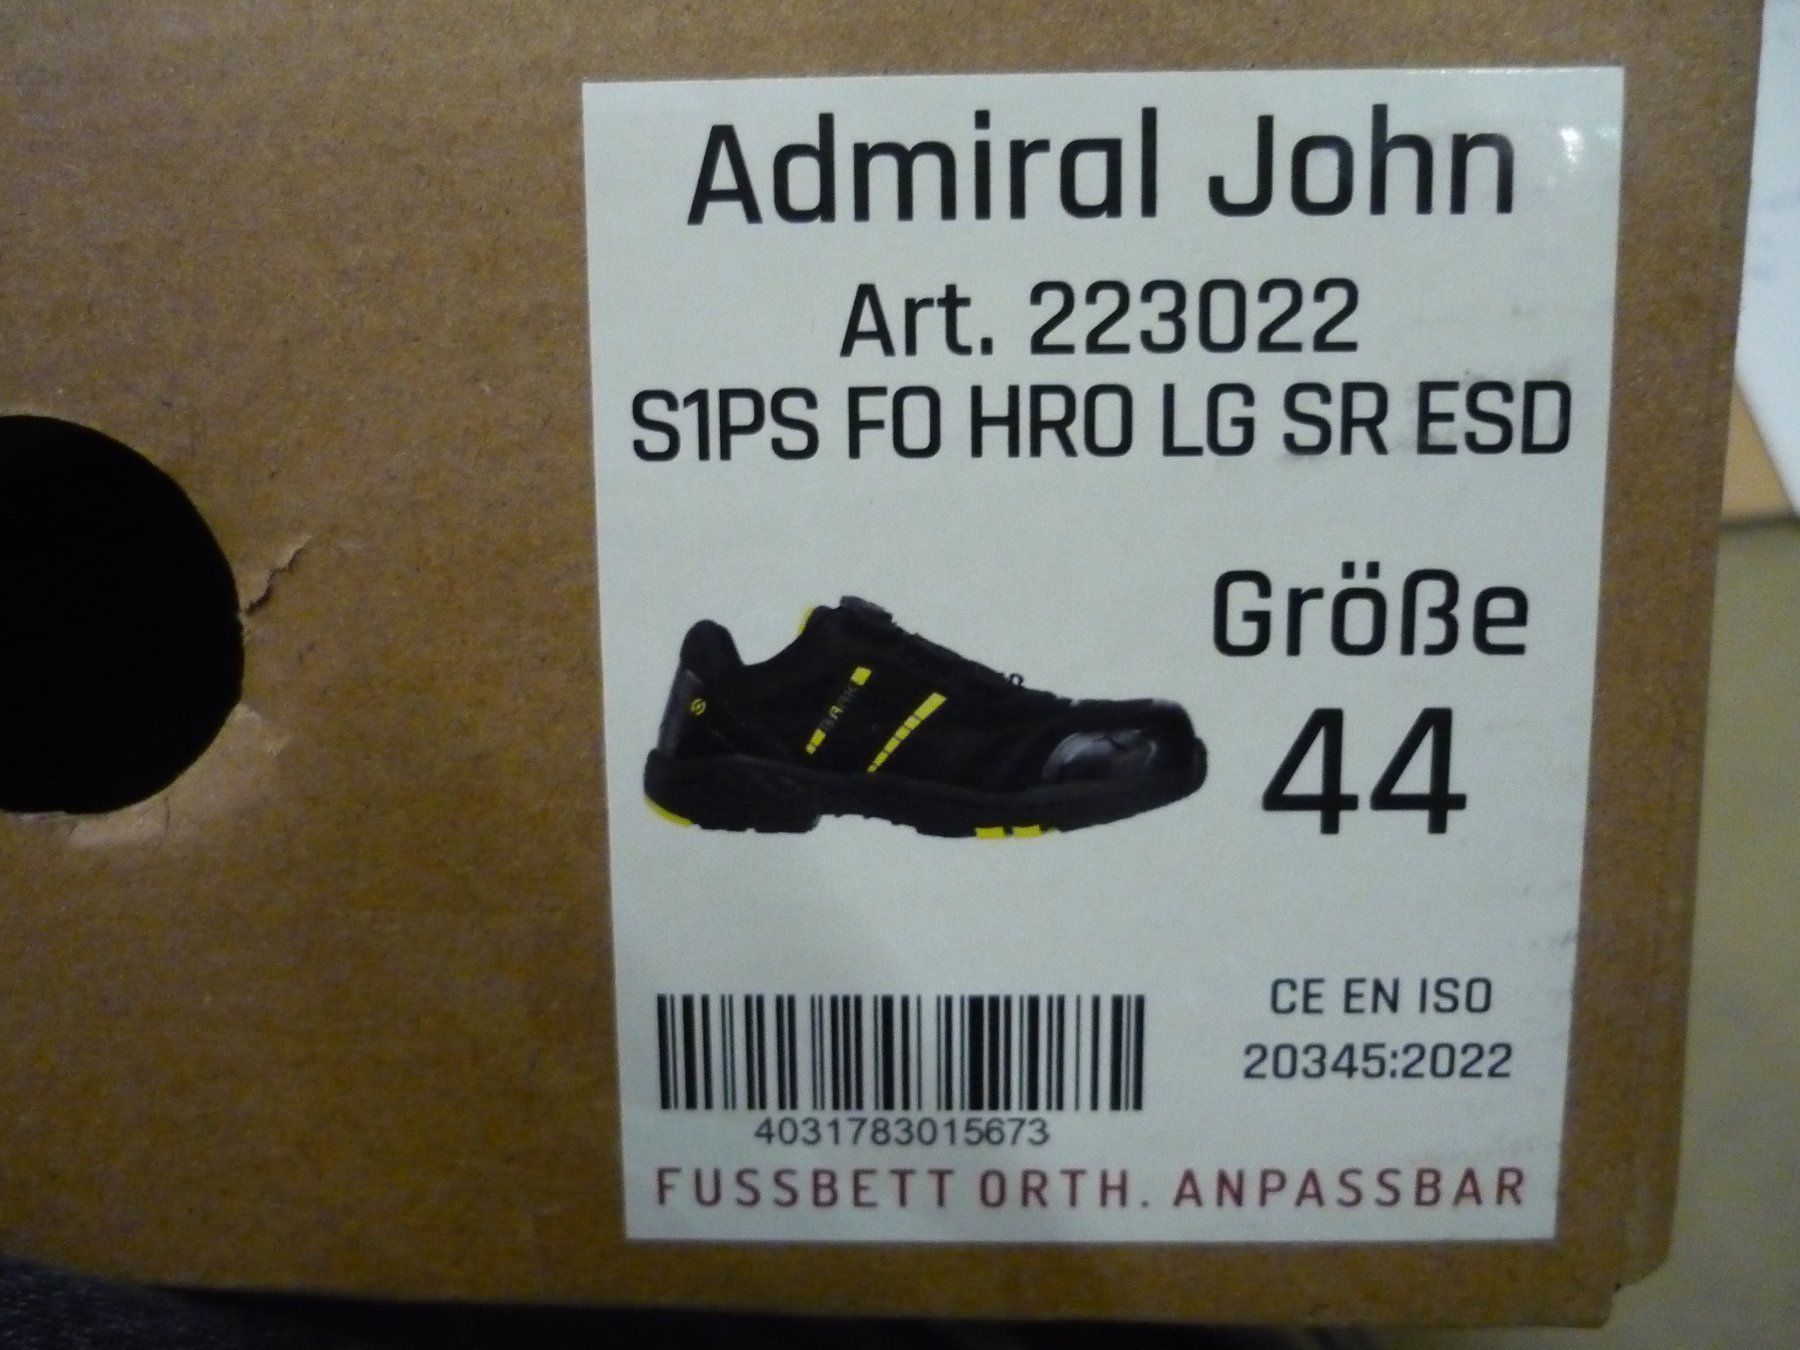 Admiral John
Art. 223022
S1PS FO HRO LG SR ESD
Größe
44
CE EN ISO
20345:2022
4031783015673
FUSSBETT ORTH. ANPASSBAR